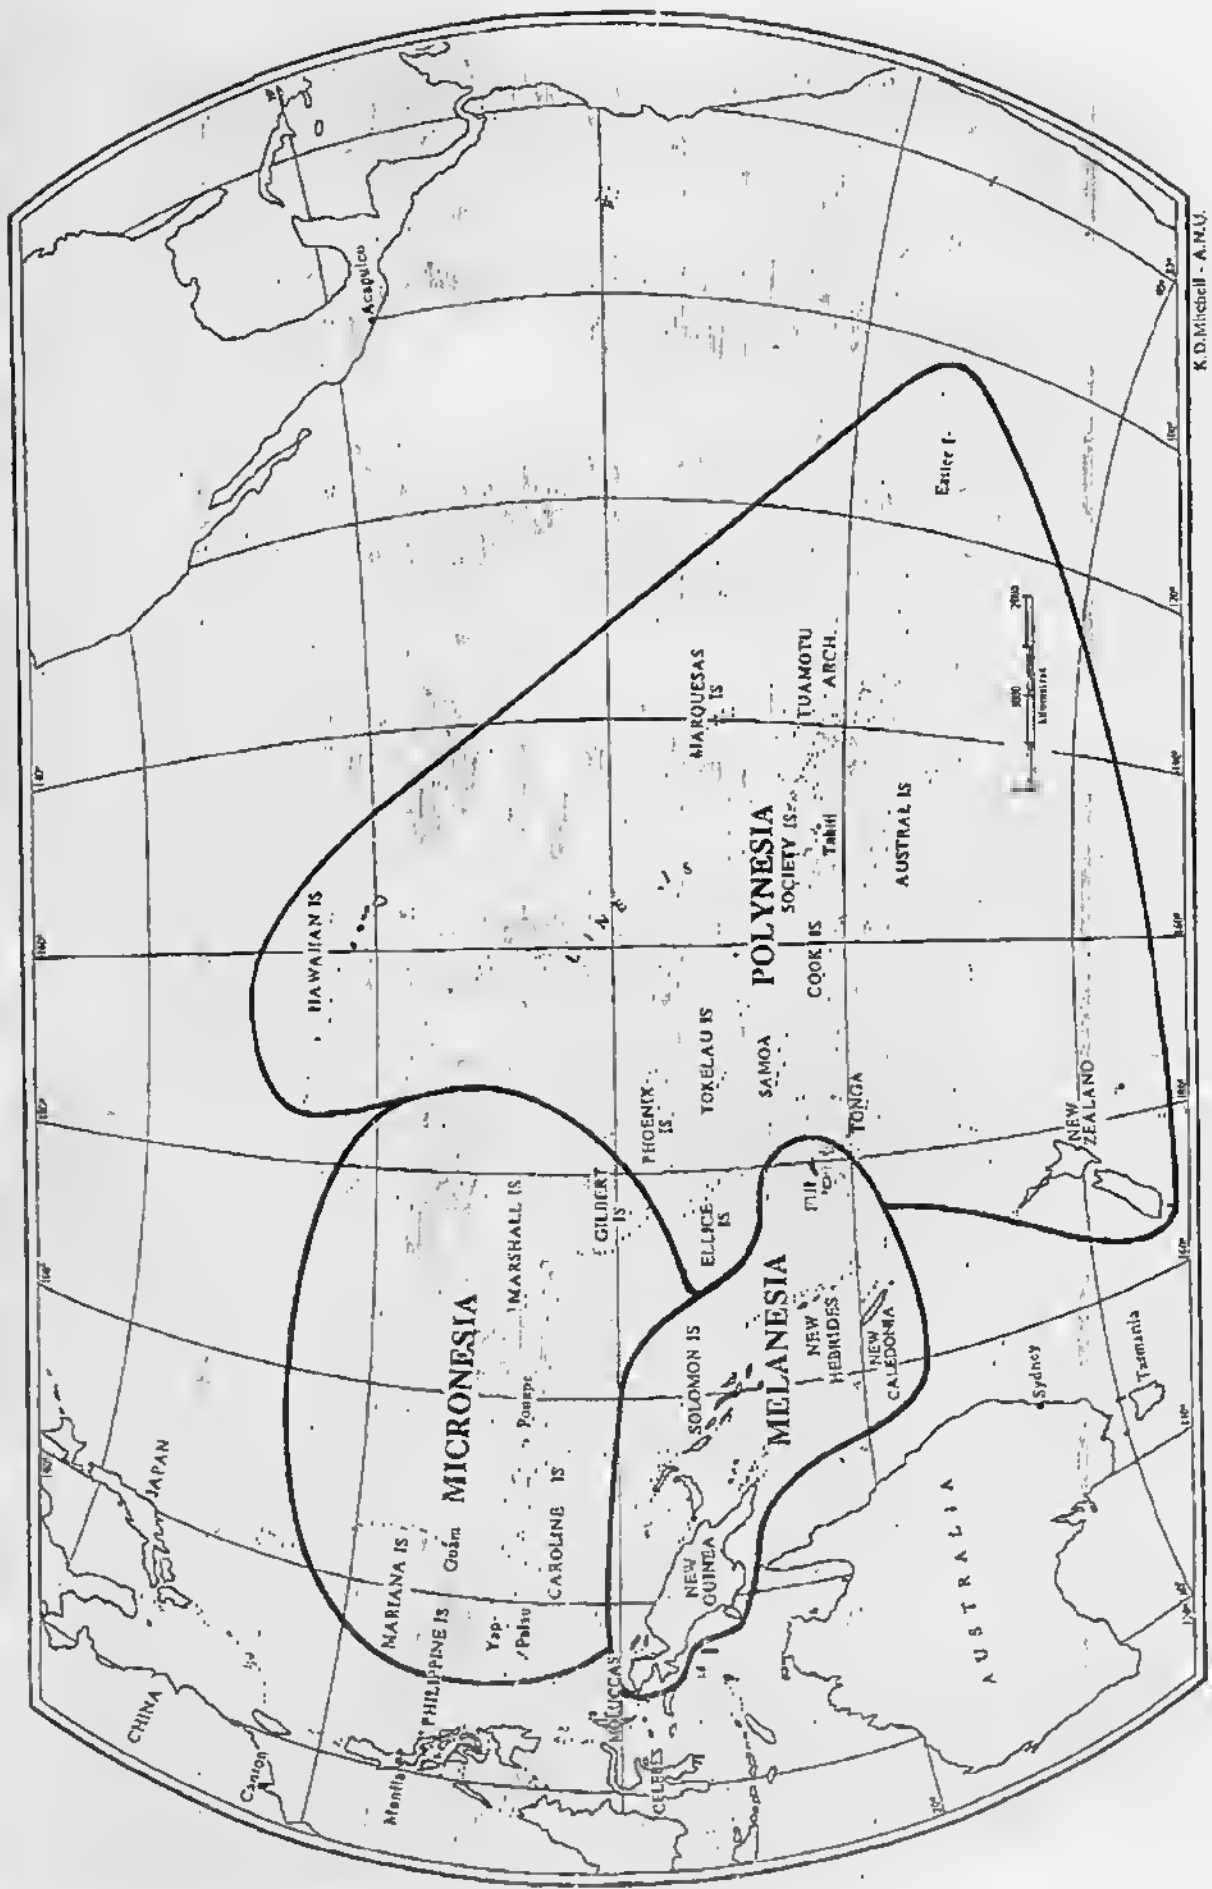 CHINA
JAPAN
Canton
Manila
PHILIPPINE IS
MARIANA IS
Guam
MICRONESIA
Yap
Palau
CAROLINE IS
Ponape
MARSHALL IS
GILBERT
IS
HAWAIIAN IS
Acapulco
MOLUCCAS
CELEBES
NEW
GUINEA
SOLOMON IS
MELANESIA
NEW
HEBRIDES
NEW
CALEDONIA
FIJI
ELLICE
IS
PHOENIX
IS
TOKELAU IS
SAMOA
TONGA
POLYNESIA
COOK IS
SOCIETY IS
Tahiti
AUSTRAL IS
MARQUESAS
IS
TUAMOTU
ARCH.
Easter I.
AUSTRALIA
Sydney
Tasmania
NEW
ZEALAND
2000
kilometres
K.D.Mitchell - A.N.U.